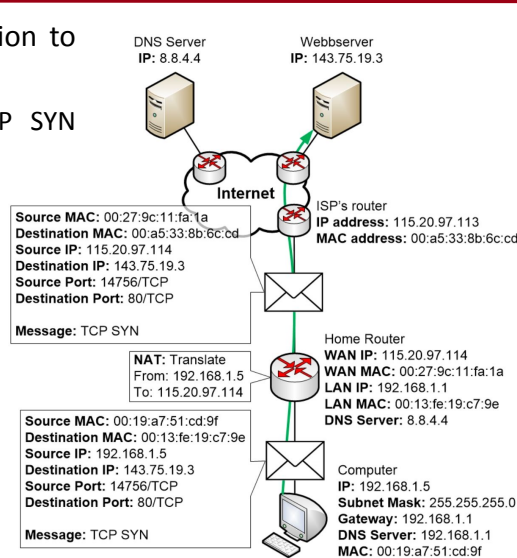 ion to
P SYN
DNS Server
IP: 8.8.4.4
Webbserver
IP: 143.75.19.3
Internet
ISP's router
IP address: 115.20.97.113
MAC address: 00:a5:33:8b:6c:cd
Source MAC: 00:27:9c:11:fa:1a
Destination MAC: 00:a5:33:8b:6c:cd
Source IP: 115.20.97.114
Destination IP: 143.75.19.3
Source Port: 14756/TCP
Destination Port: 80/TCP
Message: TCP SYN
Home Router
WAN IP: 115.20.97.114
WAN MAC: 00:27:9c:11:fa:1a
LAN IP: 192.168.1.1
LAN MAC: 00:13:fe:19:c7:9e
DNS Server: 8.8.4.4
NAT: Translate
From: 192.168.1.5
To: 115.20.97.114
Source MAC: 00:19:a7:51:cd:9f
Destination MAC: 00:13:fe:19:c7:9e
Source IP: 192.168.1.5
Destination IP: 143.75.19.3
Source Port: 14756/TCP
Destination Port: 80/TCP
Message: TCP SYN
Computer
IP: 192.168.1.5
Subnet Mask: 255.255.255.0
Gateway: 192.168.1.1
DNS Server: 192.168.1.1
MAC: 00:19:a7:51:cd:9f